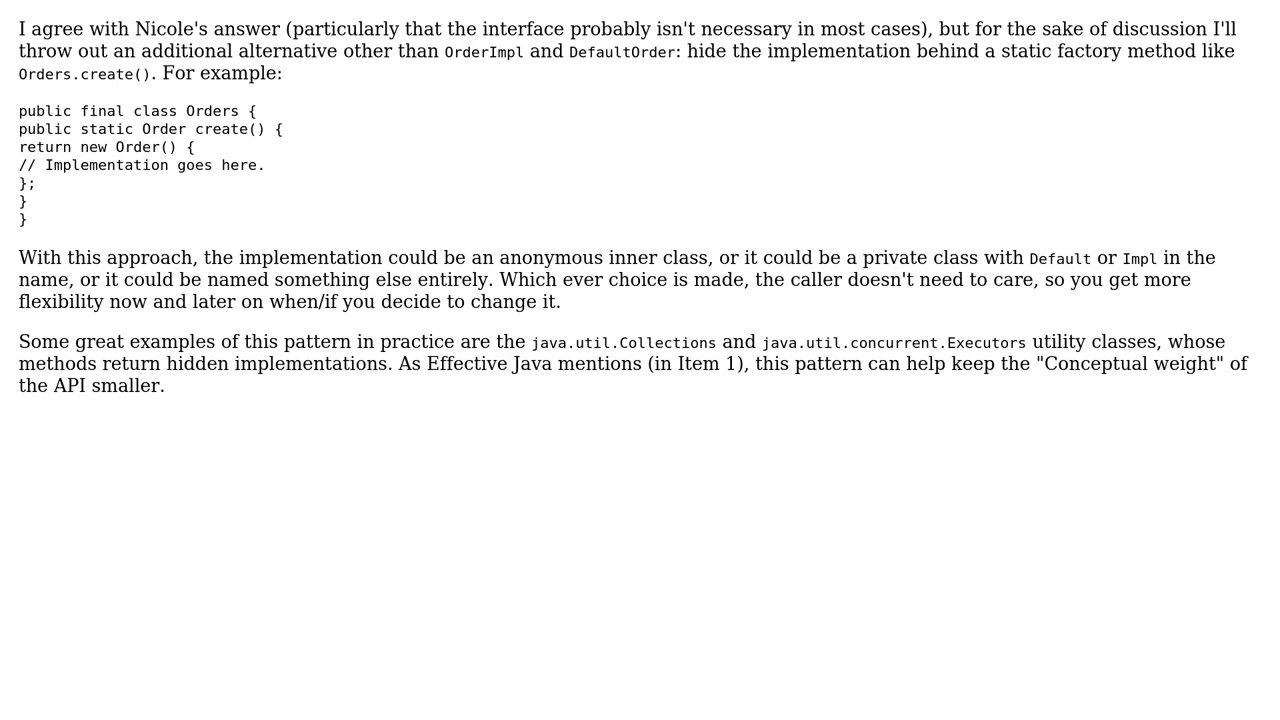 I agree with Nicole's answer (particularly that the interface probably isn't necessary in most cases), but for the sake of discussion I'll
throw out an additional alternative other than OrderImpl and DefaultOrder: hide the implementation behind a static factory method like
Orders.create(). For example:
public final class Orders {
public static Order create() {
return new Order() {
// Implementation goes here.
};
}
}
With this approach, the implementation could be an anonymous inner class, or it could be a private class with Default or Impl in the
name, or it could be named something else entirely. Which ever choice is made, the caller doesn't need to care, so you get more
flexibility now and later on when/if you decide to change it.
Some great examples of this pattern in practice are the java.util.Collections and java.util.concurrent.Executors utility classes, whose
methods return hidden implementations. As Effective Java mentions (in Item 1), this pattern can help keep the "Conceptual weight" of
the API smaller.